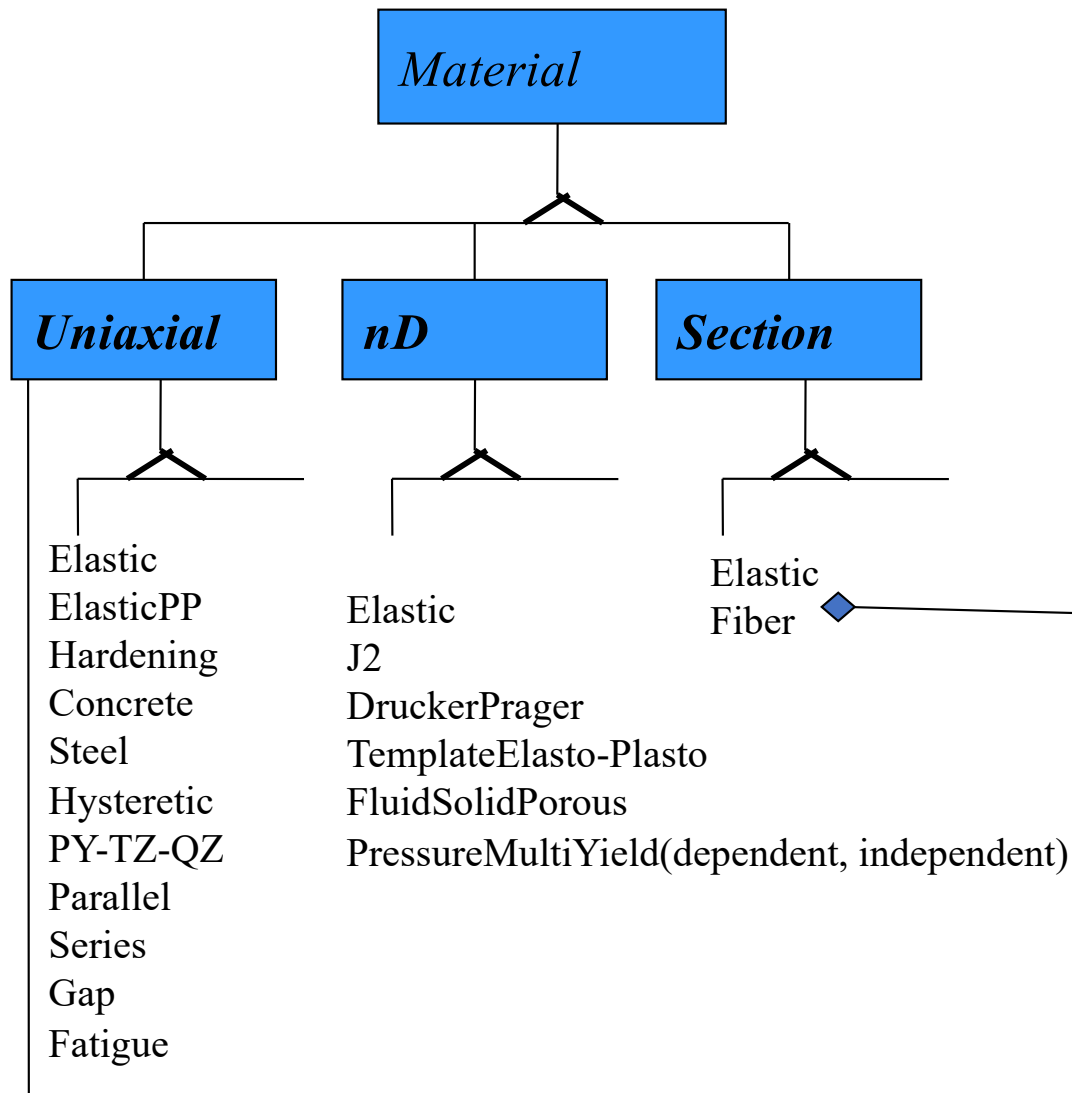 Material
Uniaxial
nD
Section
Elastic
ElasticPP
Hardening
Concrete
Steel
Hysteretic
PY-TZ-QZ
Parallel
Series
Gap
Fatigue
Elastic
J2
DruckerPrager
TemplateElasto-Plasto
FluidSolidPorous
PressureMultiYield(dependent, independent)
Elastic
Fiber